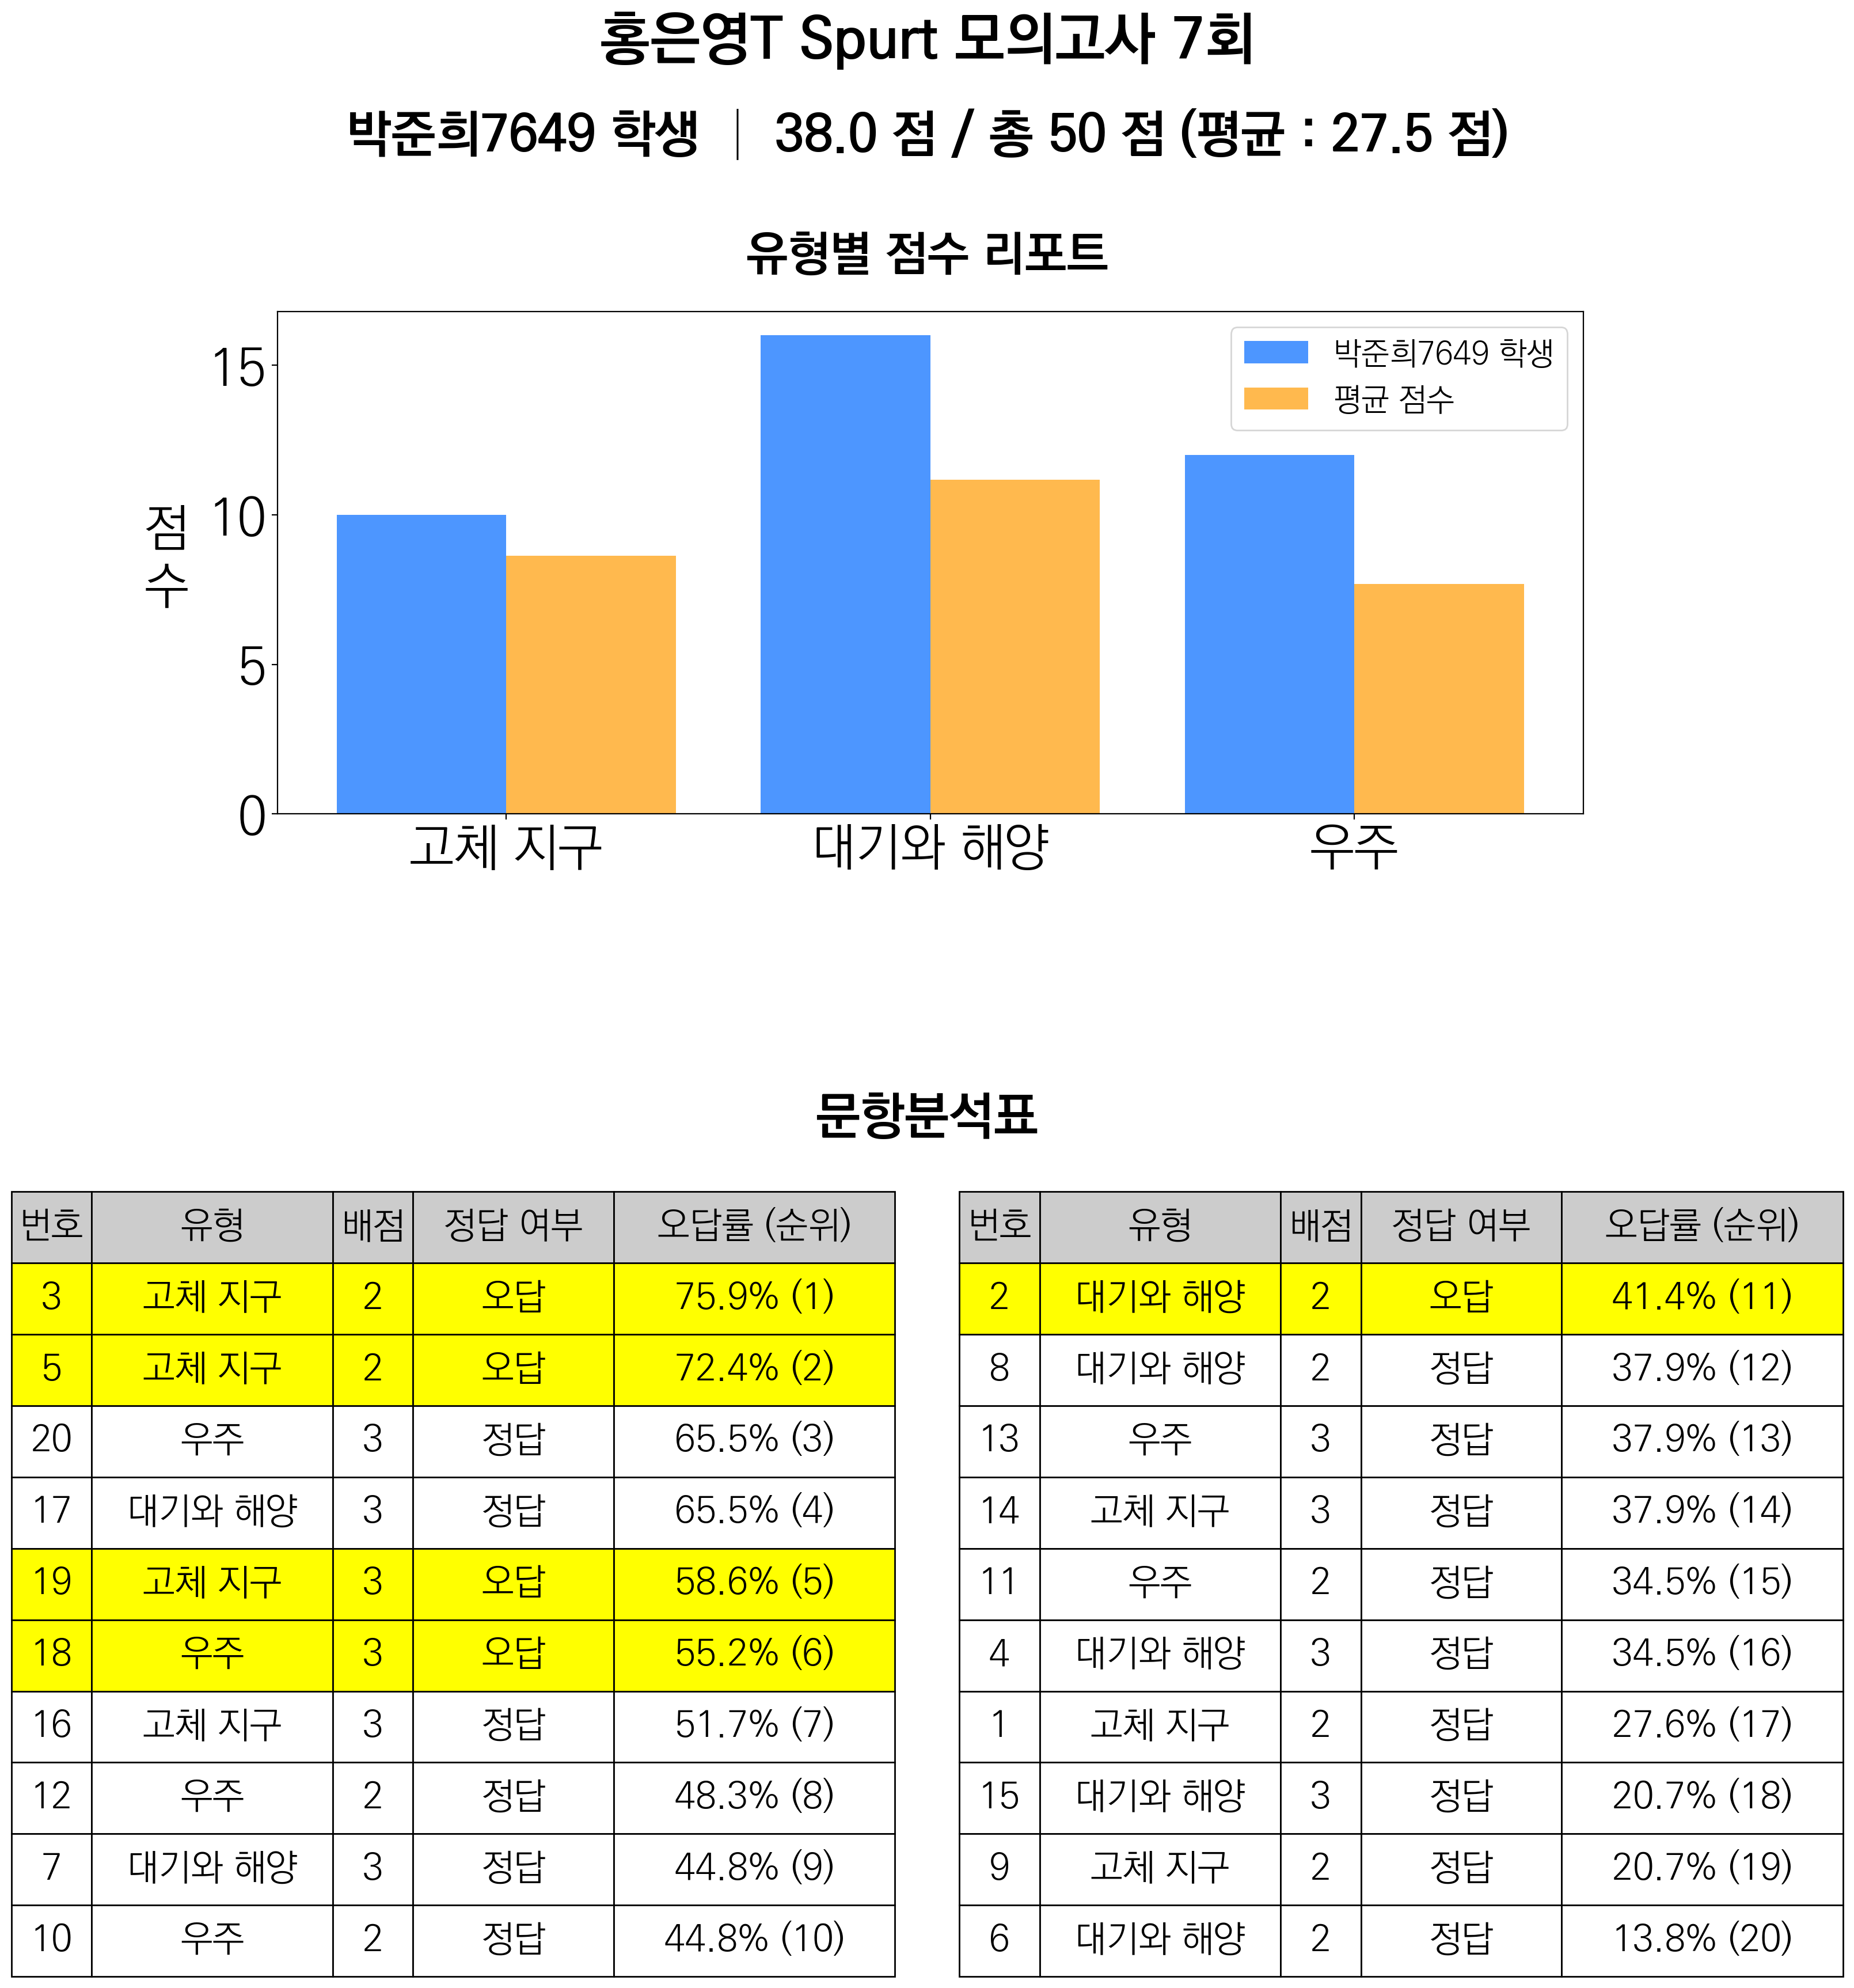 홍은영T Spurt 모의고사 7회
박준희7649 학생 | 38.0 점 / 총 50 점 (평균 : 27.5 점)
유형별 점수 리포트
박준희7649 학생
평균 점수
점
수
15
10
5
0
고체 지구 대기와 해양 우주
문항분석표
번호 유형 배점 정답 여부 오답률 (순위)
3 고체 지구 2 오답 75.9% (1)
5 고체 지구 2 오답 72.4% (2)
20 우주 3 정답 65.5% (3)
17 대기와 해양 3 정답 65.5% (4)
19 고체 지구 3 오답 58.6% (5)
18 우주 3 오답 55.2% (6)
16 고체 지구 3 정답 51.7% (7)
12 우주 2 정답 48.3% (8)
7 대기와 해양 3 정답 44.8% (9)
10 우주 2 정답 44.8% (10)
번호 유형 배점 정답 여부 오답률 (순위)
2 대기와 해양 2 오답 41.4% (11)
8 대기와 해양 2 정답 37.9% (12)
13 우주 3 정답 37.9% (13)
14 고체 지구 3 정답 37.9% (14)
11 우주 2 정답 34.5% (15)
4 대기와 해양 3 정답 34.5% (16)
1 고체 지구 2 정답 27.6% (17)
15 대기와 해양 3 정답 20.7% (18)
9 고체 지구 2 정답 20.7% (19)
6 대기와 해양 2 정답 13.8% (20)